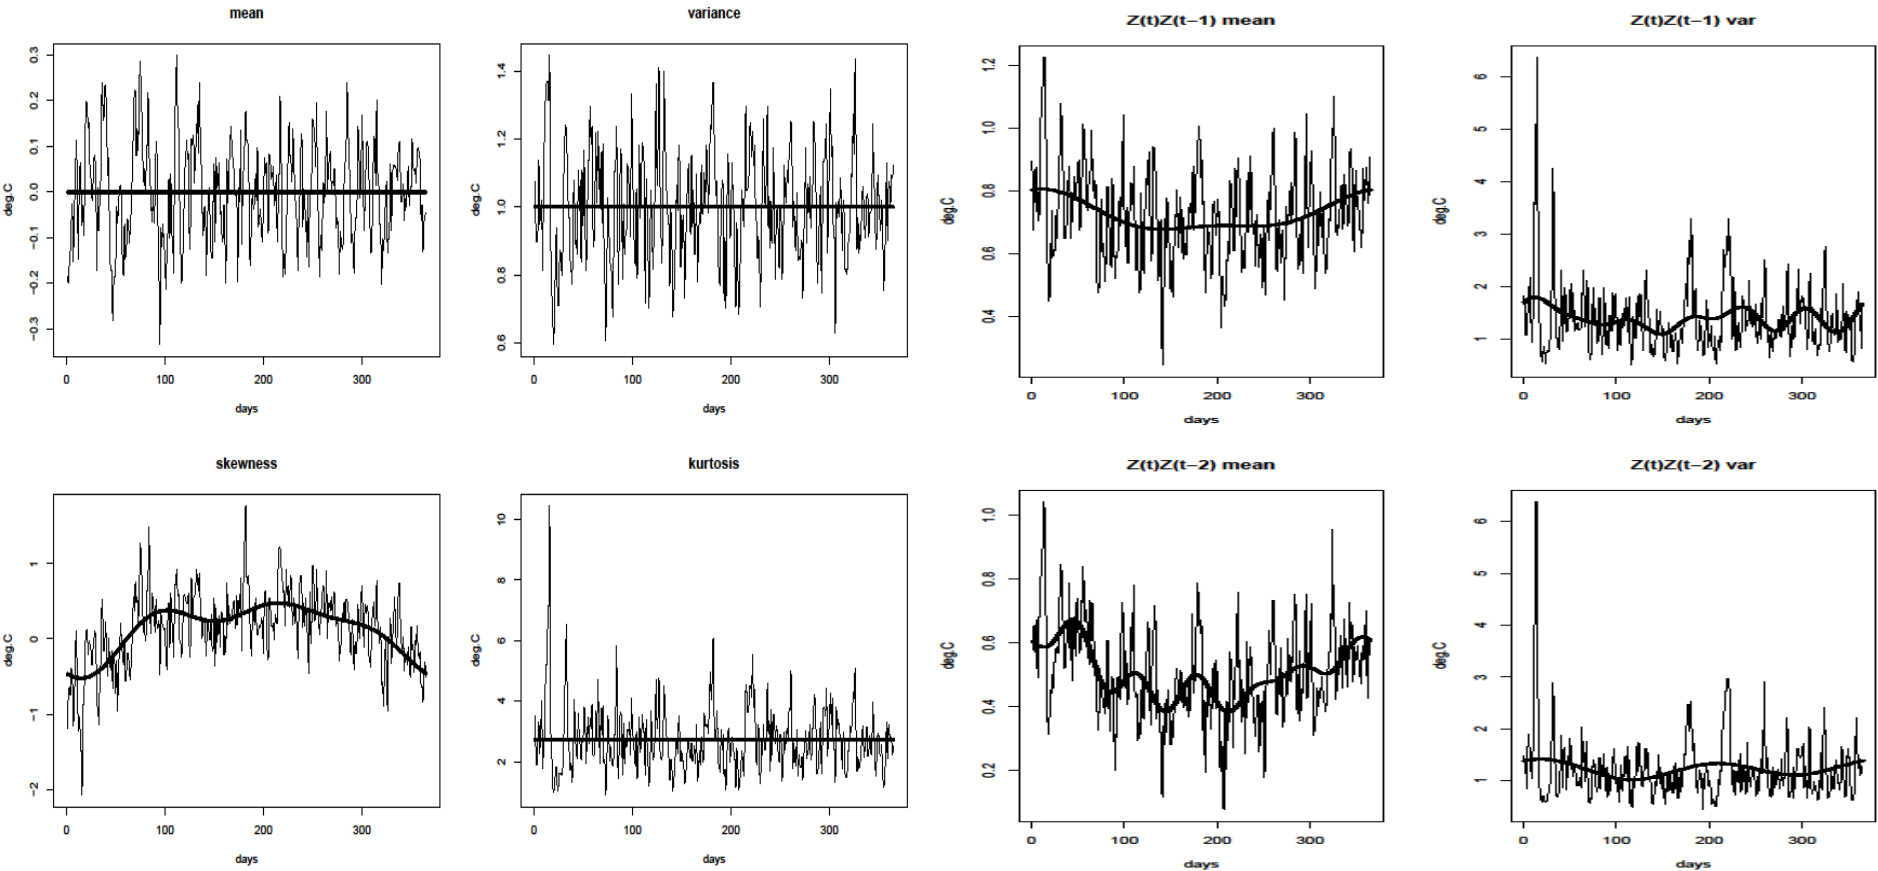 mean
0.3
0.2
0.1
0.0
−0.1
−0.2
−0.3
deg.C
0 100 200 300
days
variance
1.4
1.2
1.0
0.8
0.6
deg.C
0 100 200 300
days
Z(t)Z(t−1) mean
1.2
1.0
0.8
0.6
0.4
deg.C
0 100 200 300
days
Z(t)Z(t−1) var
6
5
4
3
2
1
deg.C
0 100 200 300
days
skewness
1
0
−1
−2
deg.C
0 100 200 300
days
kurtosis
10
8
6
4
2
deg.C
0 100 200 300
days
Z(t)Z(t−2) mean
1.0
0.8
0.6
0.4
0.2
deg.C
0 100 200 300
days
Z(t)Z(t−2) var
6
5
4
3
2
1
deg.C
0 100 200 300
days